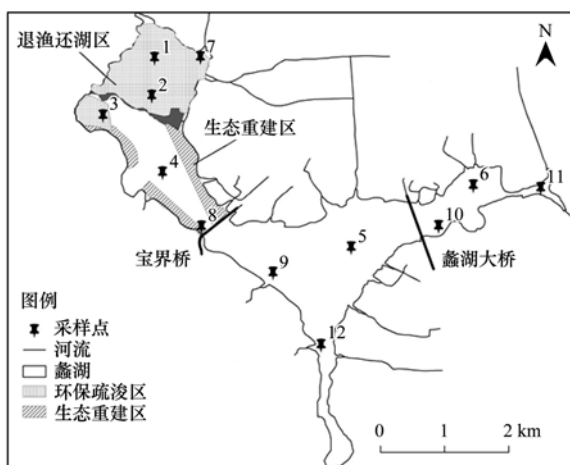 退渔还湖区
1
7
2
3
生态重建区
4
6
11
8
10
宝界桥
5
蠡湖大桥
9
12
N
图例
采样点
河流
蠡湖
环保疏浚区
生态重建区
0 1 2 km